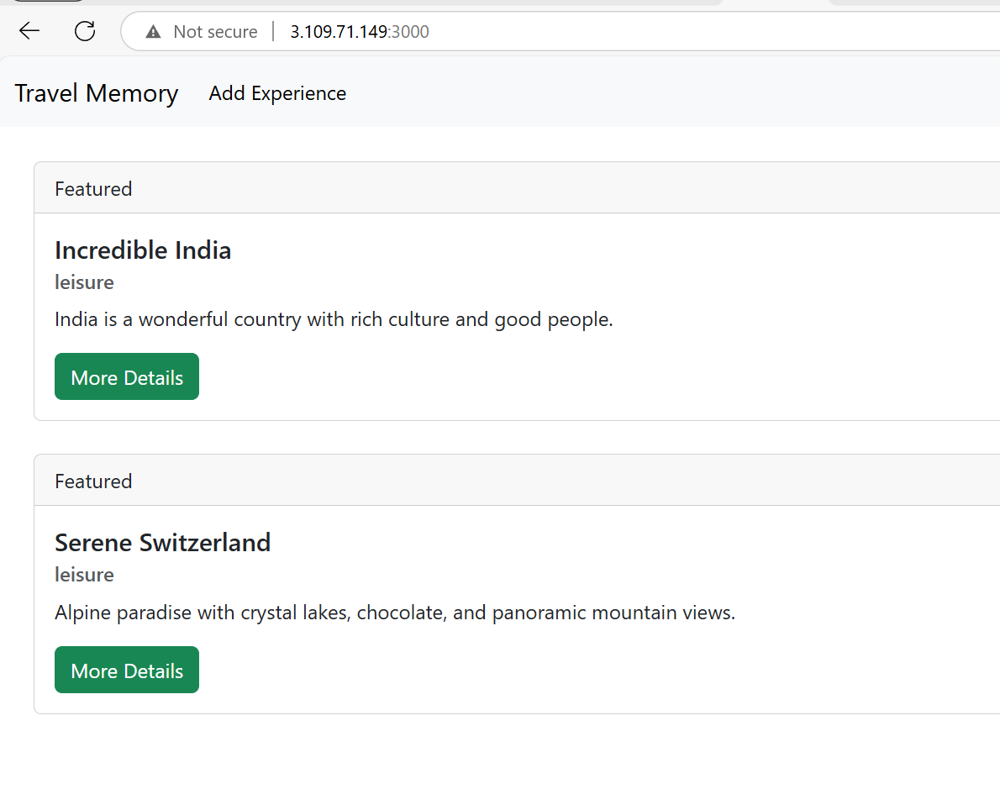 Not secure 3.109.71.149:3000
Travel Memory Add Experience
Featured
Incredible India
leisure
India is a wonderful country with rich culture and good people.
More Details
Featured
Serene Switzerland
leisure
Alpine paradise with crystal lakes, chocolate, and panoramic mountain views.
More Details